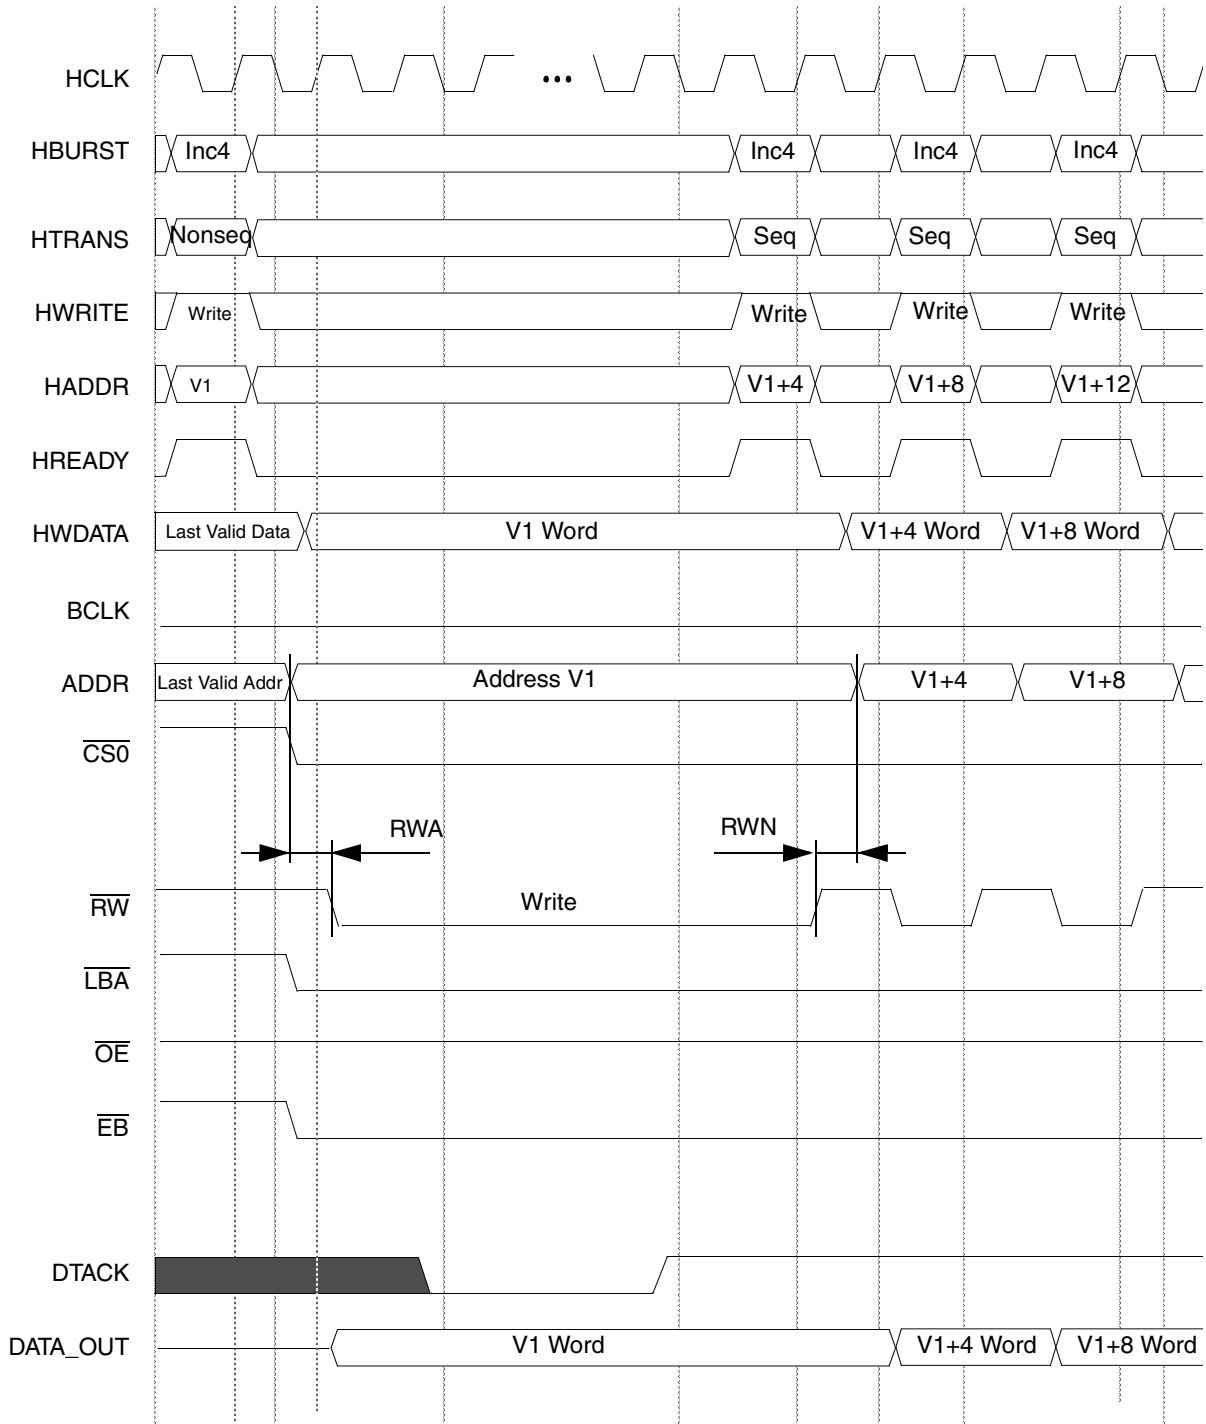 HCLK ...
HBURST Inc4 Inc4 Inc4 Inc4
HTRANS Nonseq Seq Seq Seq
HWRITE Write Write Write Write
HADDR V1 V1+4 V1+8 V1+12
HREADY
HWDATA Last Valid Data V1 Word V1+4 Word V1+8 Word
BCLK
ADDR Last Valid Addr Address V1 V1+4 V1+8
CS0
RWA RWN
RW Write
LBA
OE
EB
DTACK
DATA_OUT V1 Word V1+4 Word V1+8 Word